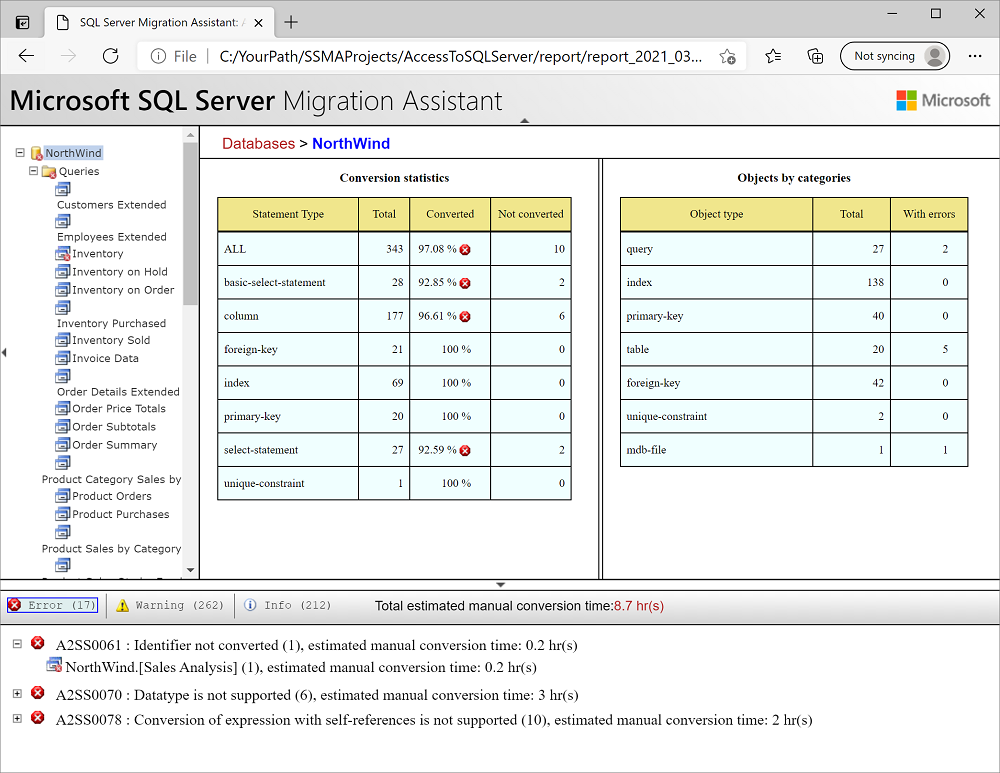 SQL Server Migration Assistant: A
File C:/YourPath/SSMAProjects/AccessToSQLServer/report/report_2021_03...
Not syncing
Microsoft SQL Server Migration Assistant
Microsoft
NorthWind
Queries
Customers Extended
Employees Extended
Inventory
Inventory on Hold
Inventory on Order
Inventory Purchased
Inventory Sold
Invoice Data
Order Details Extended
Order Price Totals
Order Subtotals
Order Summary
Product Category Sales by
Product Orders
Product Purchases
Product Sales by Category
Databases > NorthWind
Conversion statistics
Statement Type Total Converted Not converted
ALL 343 97.08 % 10
basic-select-statement 28 92.85 % 2
column 177 96.61 % 6
foreign-key 21 100 % 0
index 69 100 % 0
primary-key 20 100 % 0
select-statement 27 92.59 % 2
unique-constraint 1 100 % 0
Objects by categories
Object type Total With errors
query 27 2
index 138 0
primary-key 40 0
table 20 5
foreign-key 42 0
unique-constraint 2 0
mdb-file 1 1
Error (17) Warning (262) Info (212) Total estimated manual conversion time:8.7 hr(s)
A2SS0061 : Identifier not converted (1), estimated manual conversion time: 0.2 hr(s)
NorthWind.[Sales Analysis] (1), estimated manual conversion time: 0.2 hr(s)
A2SS0070 : Datatype is not supported (6), estimated manual conversion time: 3 hr(s)
A2SS0078 : Conversion of expression with self-references is not supported (10), estimated manual conversion time: 2 hr(s)